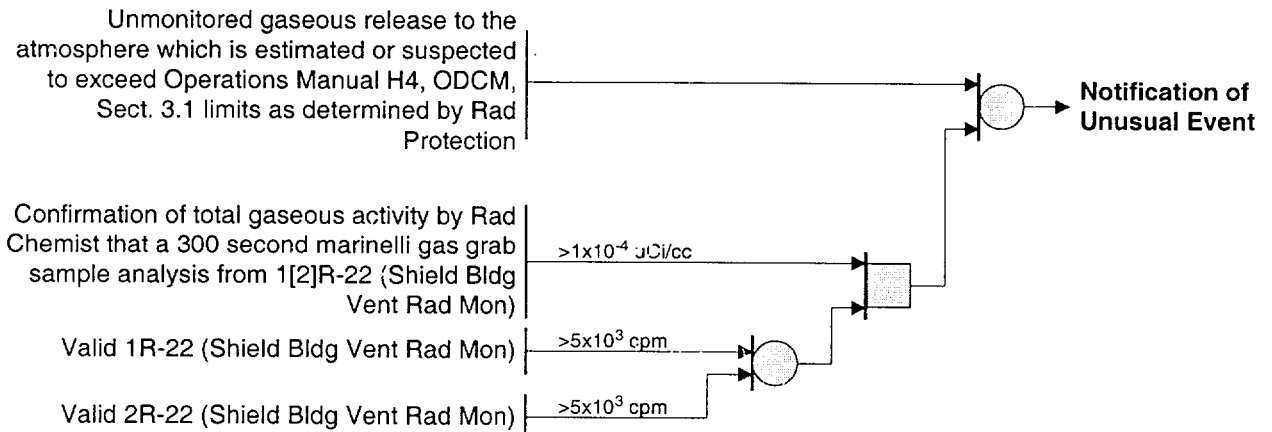 Unmonitored gaseous release to the
atmosphere which is estimated or suspected
to exceed Operations Manual H4, ODCM,
Sect. 3.1 limits as determined by Rad
Protection
Notification of
Unusual Event
Confirmation of total gaseous activity by Rad
Chemist that a 300 second marinelli gas grab
sample analysis from 1[2]R-22 (Shield Bldg
Vent Rad Mon)
>1x10⁻⁴ uCi/cc
Valid 1R-22 (Shield Bldg Vent Rad Mon)
>5x10³ cpm
Valid 2R-22 (Shield Bldg Vent Rad Mon)
>5x10³ cpm